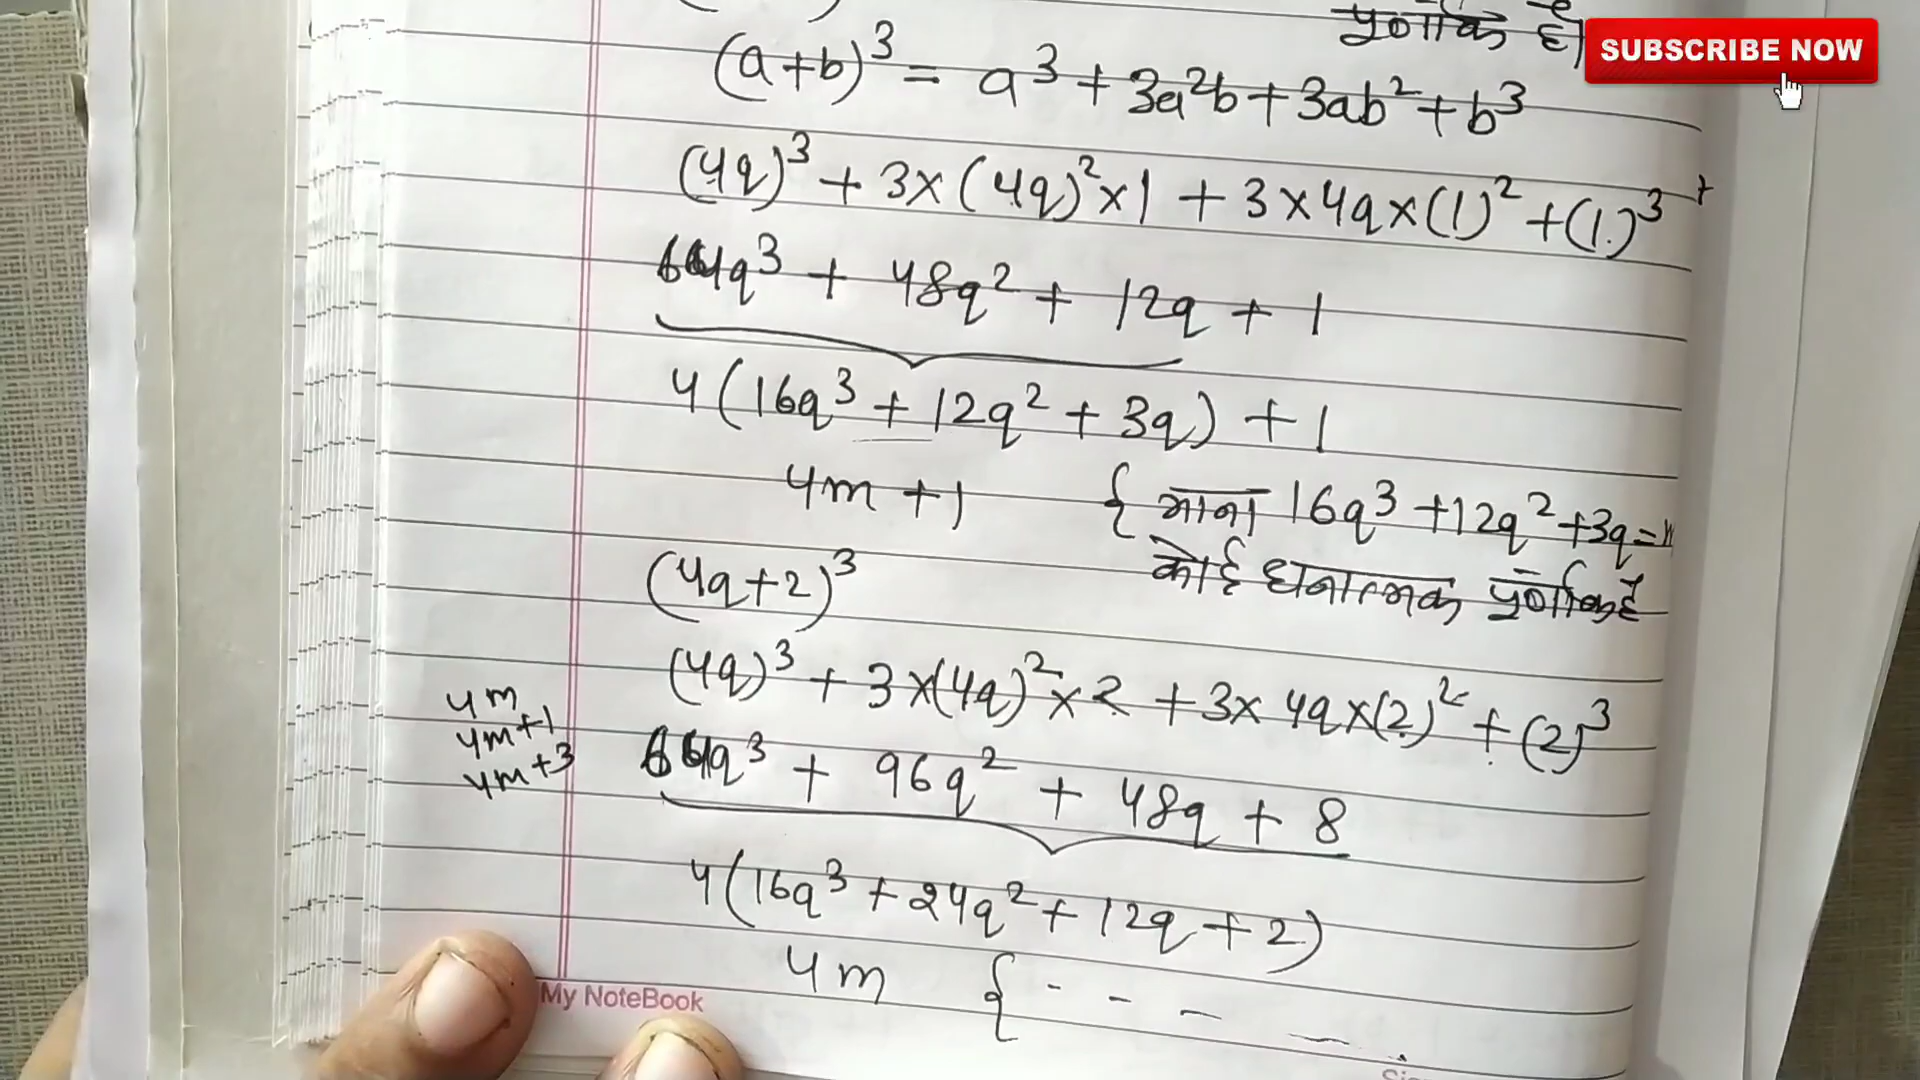 पूर्णांक है।
SUBSCRIBE NOW
(a+b)³ = a³ + 3a²b + 3ab² + b³
(4q)³ + 3×(4q)²×1 + 3×4q×(1)² + (1)³
64q³ + 48q² + 12q + 1
4(16q³ + 12q² + 3q) + 1
4m + 1 { माना 16q³ + 12q² + 3q = m
कोई धनात्मक पूर्णांक है
(4q+2)³
(4q)³ + 3×(4q)²×2 + 3×4q×(2)² + (2)³
4m
4m+1
4m+3
64q³ + 96q² + 48q + 8
4(16q³ + 24q² + 12q + 2)
4m { - - - -
My NoteBook